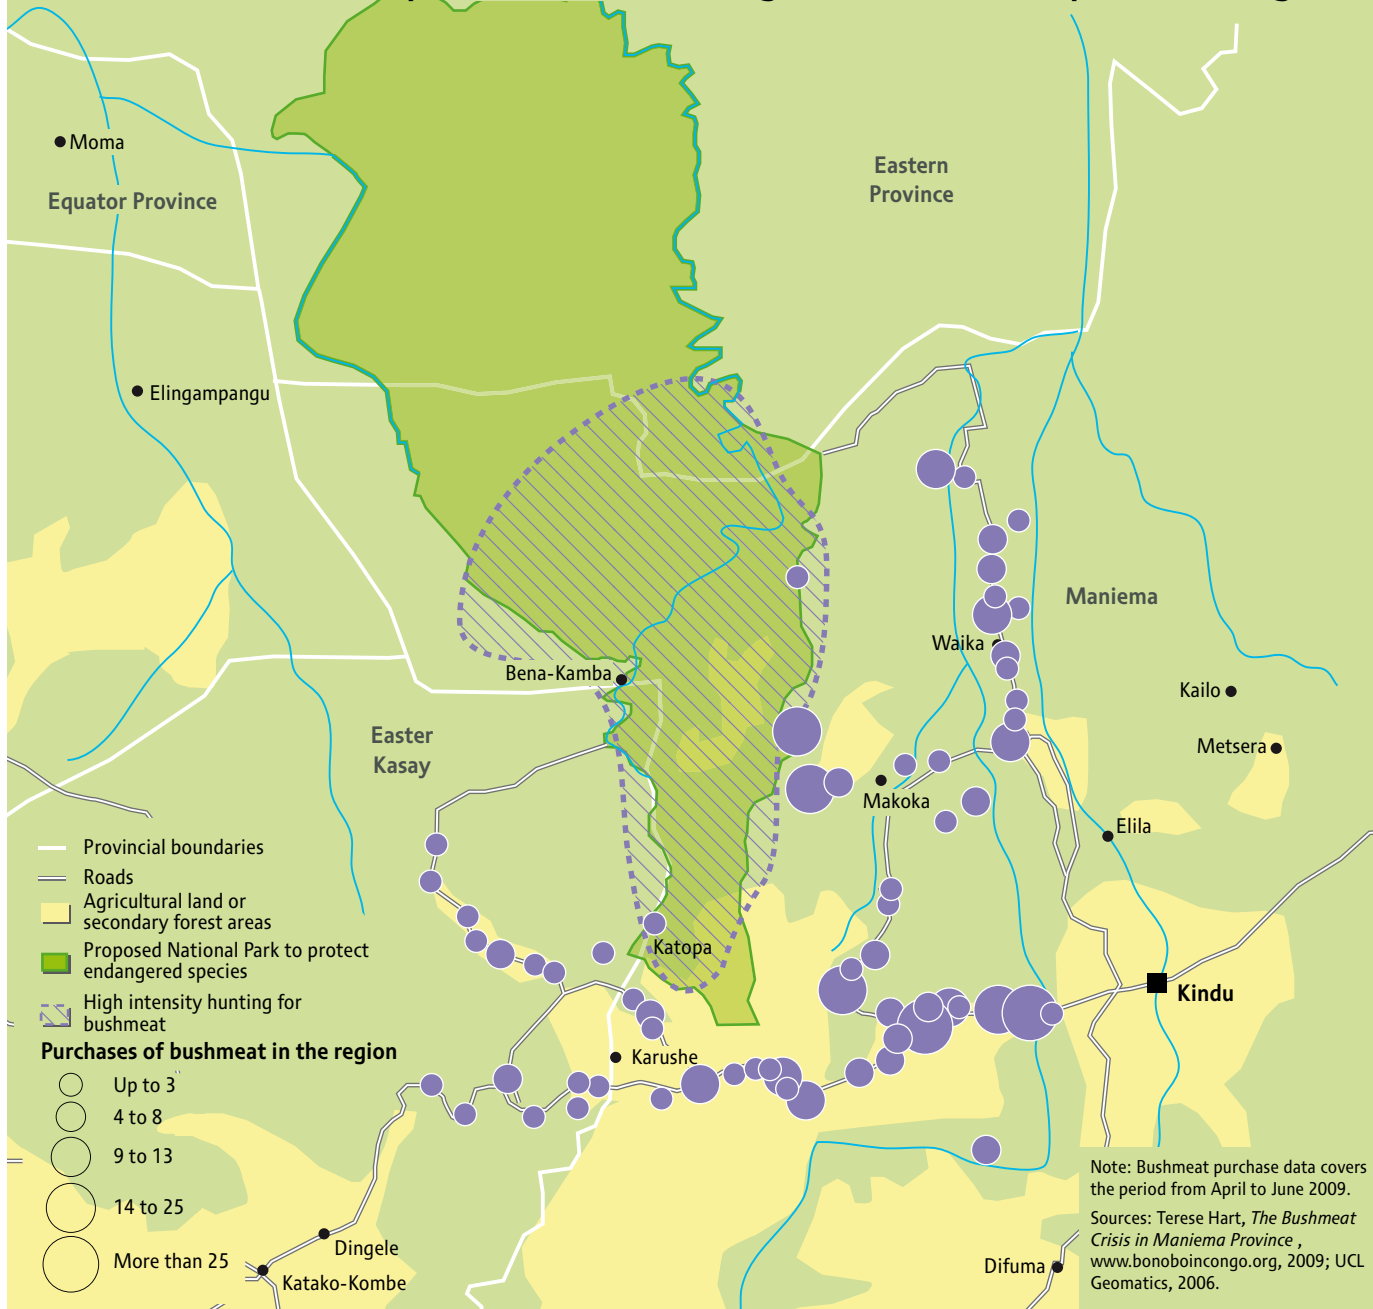 Moma
Equator Province
Eastern
Province
Elingampangu
Maniema
Waika
Bena-Kamba
Kailo
Easter
Kasay
Metsera
Makoka
Elila
Provincial boundaries
Roads
Agricultural land or
secondary forest areas
Proposed National Park to protect
endangered species
High intensity hunting for
bushmeat
Katopa
Kindu
Purchases of bushmeat in the region
Karushe
Up to 3
4 to 8
9 to 13
14 to 25
More than 25
Dingele
Katako-Kombe
Difuma
Note: Bushmeat purchase data covers
the period from April to June 2009.
Sources: Terese Hart, The Bushmeat
Crisis in Maniema Province ,
www.bonoboincongo.org, 2009; UCL
Geomatics, 2006.